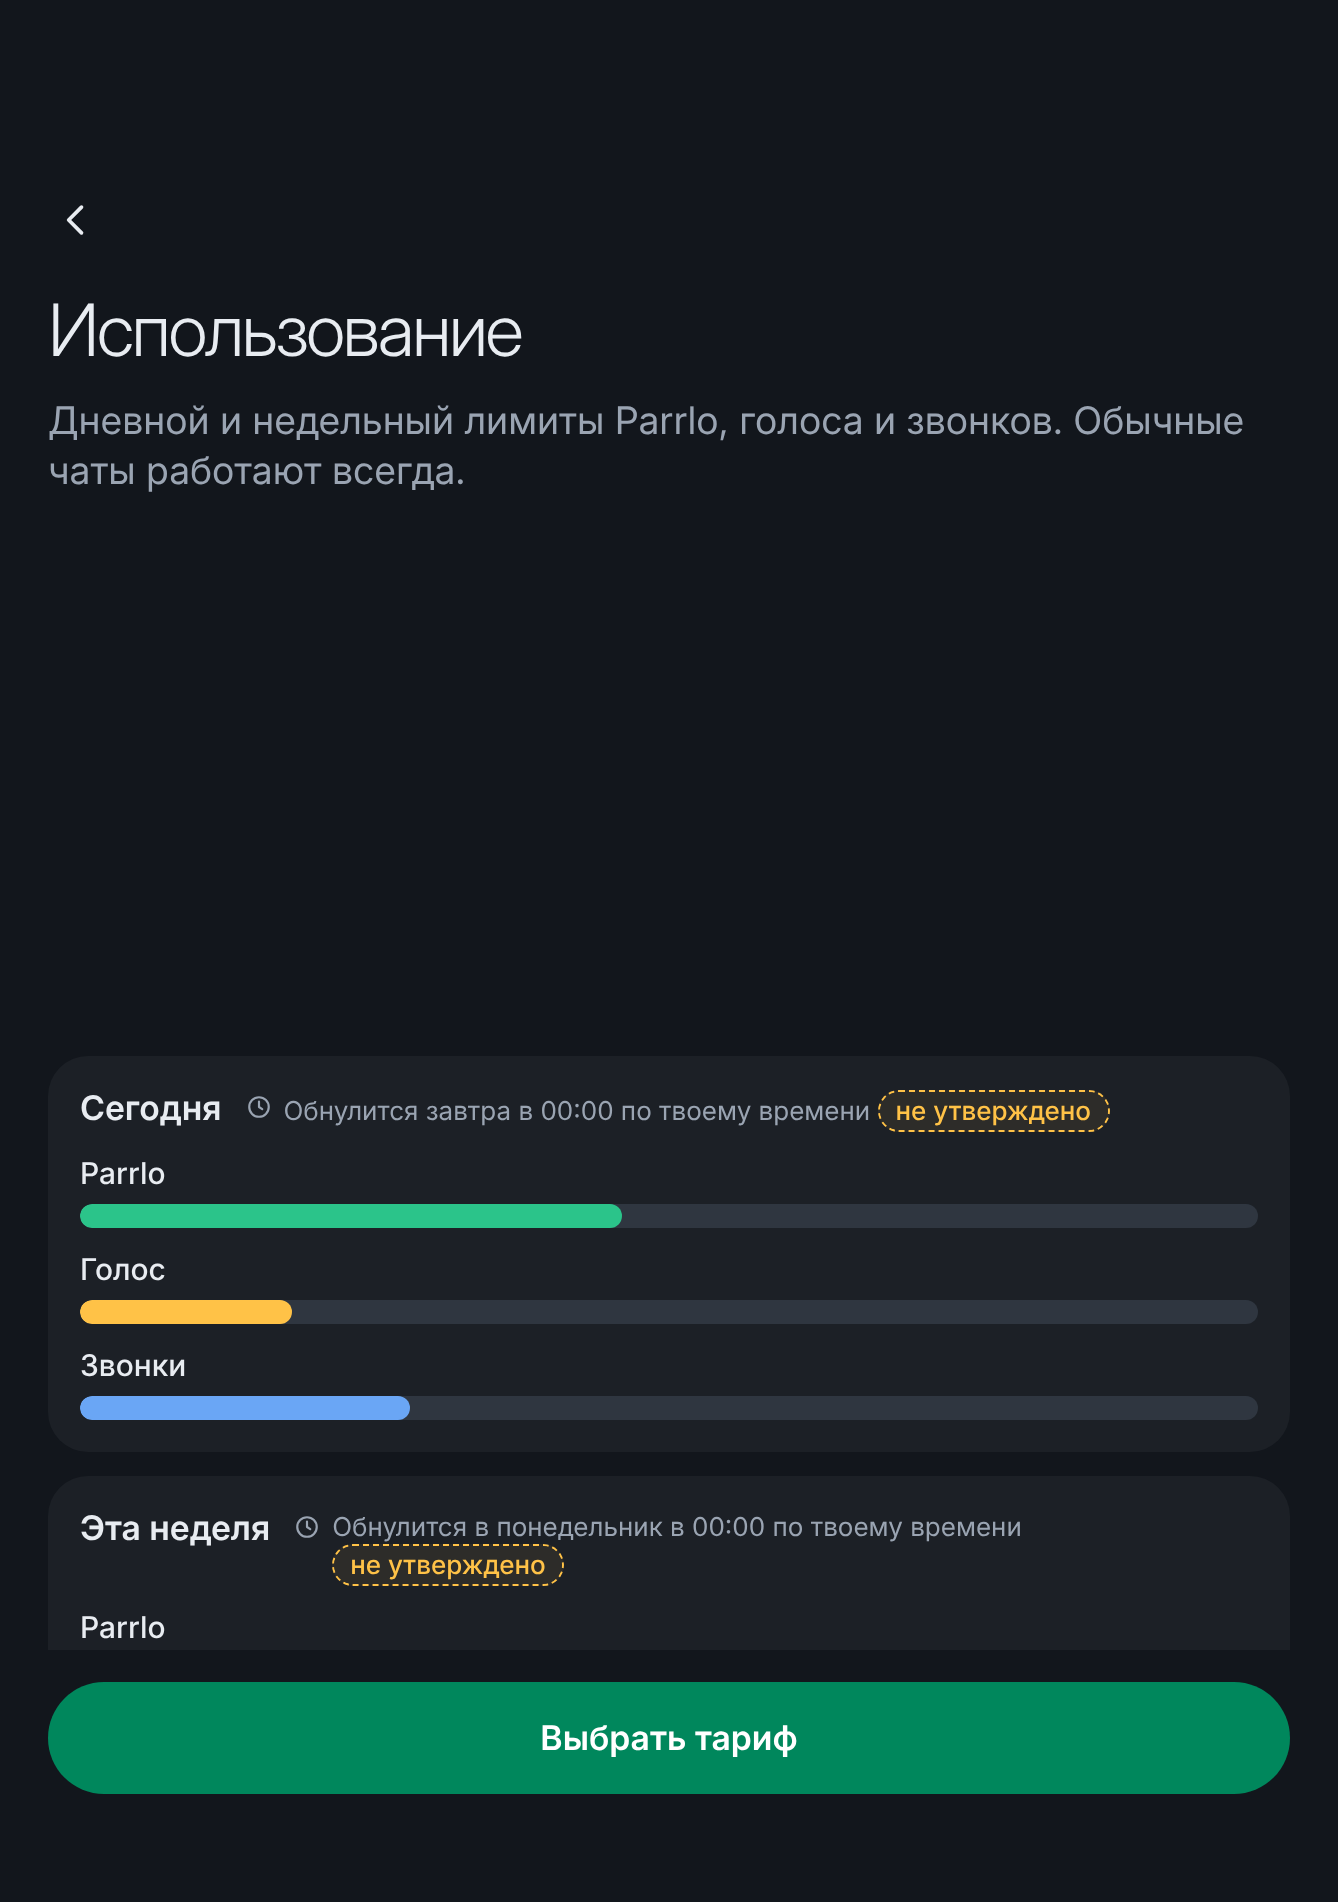 Использование
Дневной и недельный лимиты Parrlo, голоса и звонков. Обычные
чаты работают всегда.
Сегодня Обнулится завтра в 00:00 по твоему времени не утверждено
Parrlo
Голос
Звонки
Эта неделя Обнулится в понедельник в 00:00 по твоему времени
не утверждено
Parrlo
Выбрать тариф